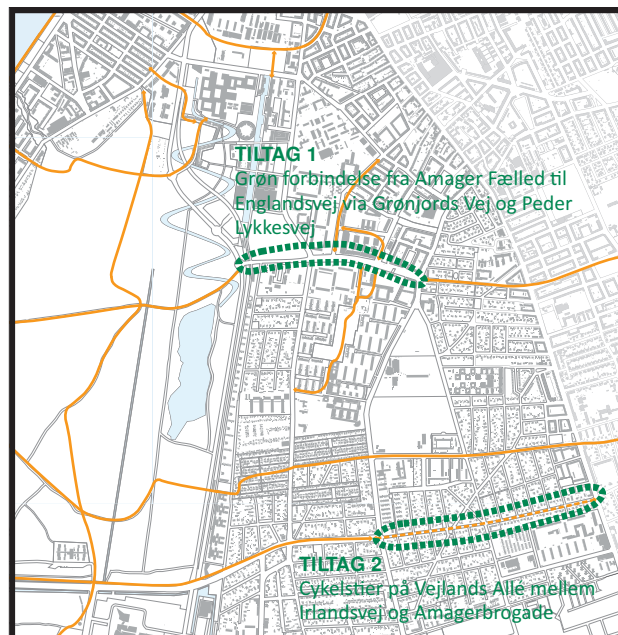 TILTAG 1
Grøn forbindelse fra Amager Fælled til
Englandsvej via Grønjords Vej og Peder
Lykkesvej
TILTAG 2
Cykelstier på Vejlands Allé mellem
Irlandsvej og Amagerbrogade